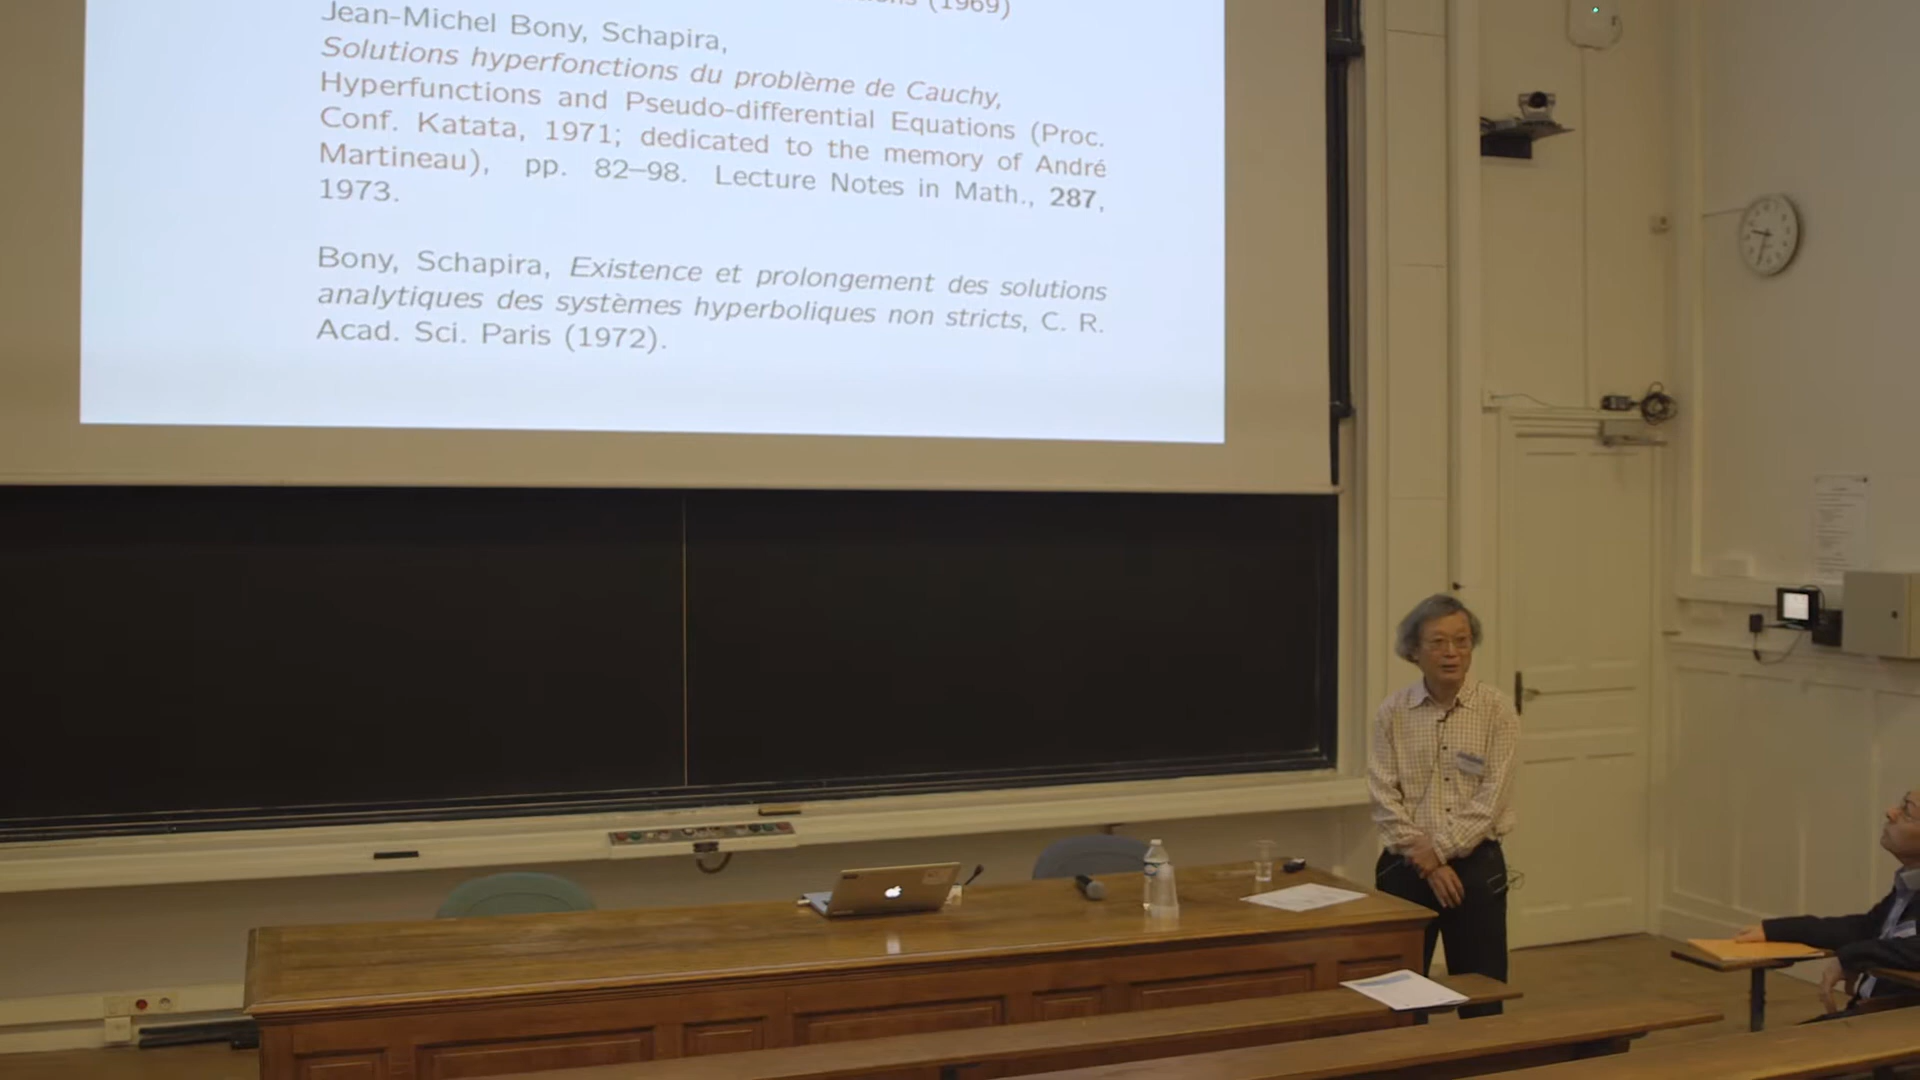 (1969)
Jean-Michel Bony, Schapira,
Solutions hyperfonctions du problème de Cauchy,
Hyperfunctions and Pseudo-differential Equations (Proc.
Conf. Katata, 1971; dedicated to the memory of André
Martineau), pp. 82–98. Lecture Notes in Math., 287,
1973.
Bony, Schapira, Existence et prolongement des solutions
analytiques des systèmes hyperboliques non stricts, C. R.
Acad. Sci. Paris (1972).